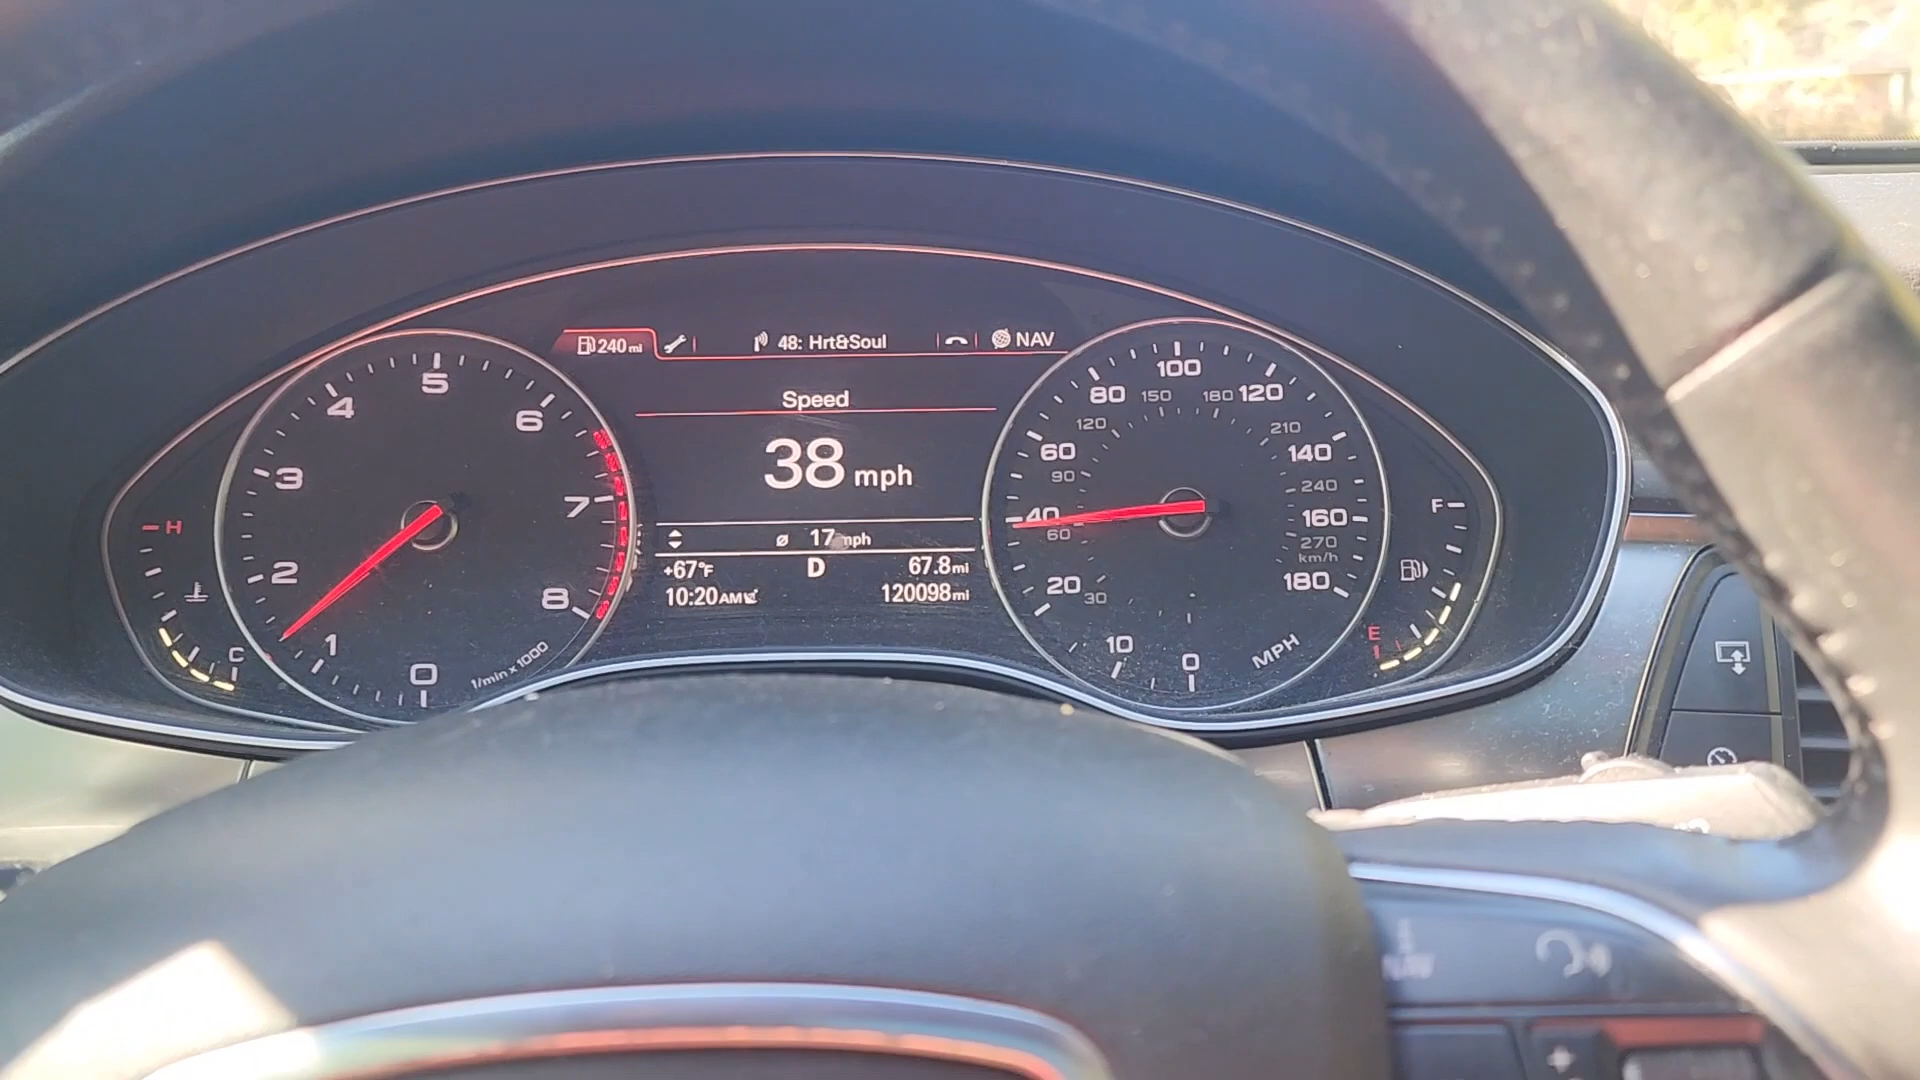 240 mi 48: Hrt&Soul NAV
Speed
38 mph
ø 17 mph
+67°F D 67.8 mi
10:20 AM 120098 mi
0 1 2 3 4 5 6 7 8
1/min x 1000
H
C
0 10 20 40 60 80 100 120 140 160 180
30 60 90 120 150 180 210 240 270
km/h
MPH
F
E